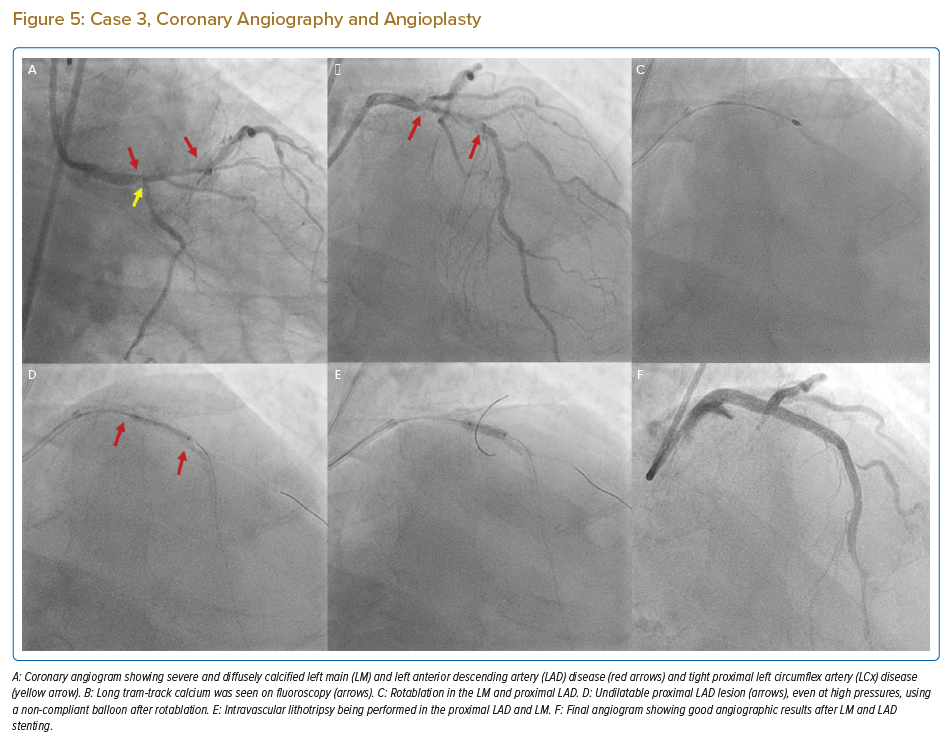 Figure 5: Case 3, Coronary Angiography and Angioplasty
A
C
D
E
F
A: Coronary angiogram showing severe and diffusely calcified left main (LM) and left anterior descending artery (LAD) disease (red arrows) and tight proximal left circumflex artery (LCx) disease
(yellow arrow). B: Long tram-track calcium was seen on fluoroscopy (arrows). C: Rotablation in the LM and proximal LAD. D: Undilatable proximal LAD lesion (arrows), even at high pressures, using
a non-compliant balloon after rotablation. E: Intravascular lithotripsy being performed in the proximal LAD and LM. F: Final angiogram showing good angiographic results after LM and LAD
stenting.